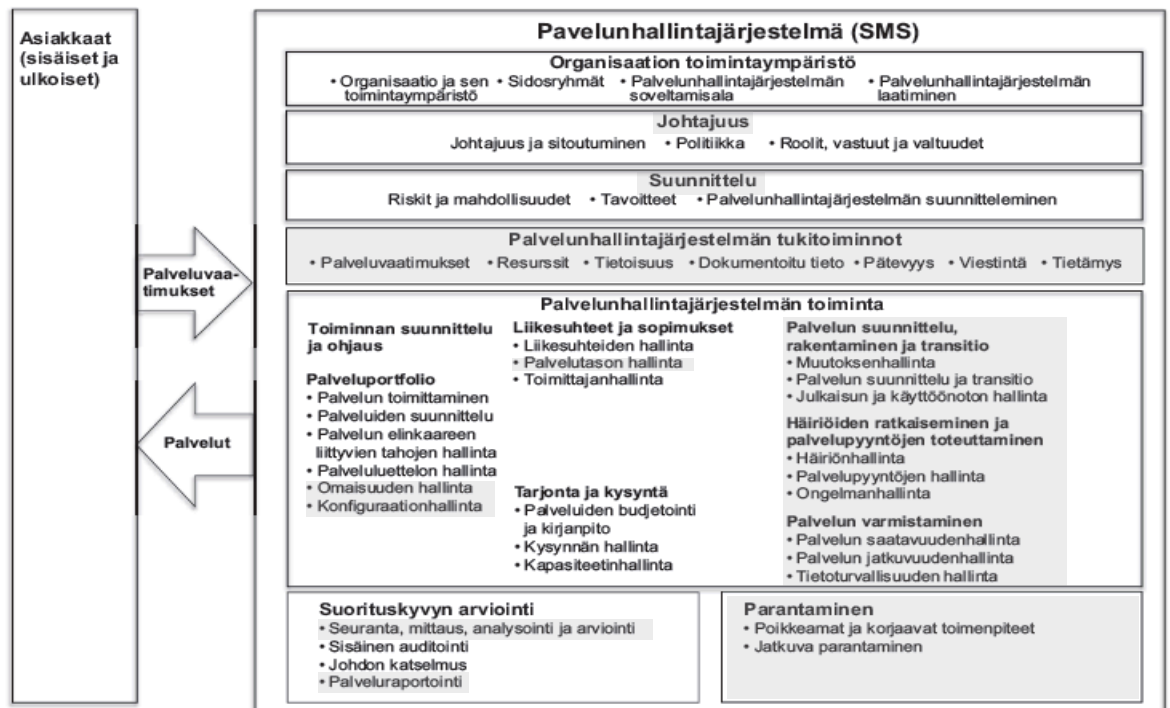 Asiakkaat
(sisäiset ja
ulkoiset)
Palveluvaa-
timukset
Palvelut
Pavelunhallintajärjestelmä (SMS)
Organisaation toimintaympäristö
• Organisaatio ja sen toimintaympäristö
• Sidosryhmät
• Palvelunhallintajärjestelmän soveltamisala
• Palvelunhallintajärjestelmän laatiminen
Johtajuus
Johtajuus ja sitoutuminen • Politiikka • Roolit, vastuut ja valtuudet
Suunnittelu
Riskit ja mahdollisuudet • Tavoitteet • Palvelunhallintajärjestelmän suunnitteleminen
Palvelunhallintajärjestelmän tukitoiminnot
• Palveluvaatimukset • Resurssit • Tietoisuus • Dokumentoitu tieto • Pätevyys • Viestintä • Tietämys
Palvelunhallintajärjestelmän toiminta
Toiminnan suunnittelu
ja ohjaus
Palveluportfolio
• Palvelun toimittaminen
• Palveluiden suunnittelu
• Palvelun elinkaareen
liittyvien tahojen hallinta
• Palveluluettelon hallinta
• Omaisuuden hallinta
• Konfiguraationhallinta
Liikesuhteet ja sopimukset
• Liikesuhteiden hallinta
• Palvelutason hallinta
• Toimittajanhallinta
Tarjonta ja kysyntä
• Palveluiden budjetointi
ja kirjanpito
• Kysynnän hallinta
• Kapasiteetinhallinta
Palvelun suunnittelu,
rakentaminen ja transitio
• Muutoksenhallinta
• Palvelun suunnittelu ja transitio
• Julkaisun ja käyttöönoton hallinta
Häiriöiden ratkaiseminen ja
palvelupyyntöjen toteuttaminen
• Häiriönhallinta
• Palvelupyyntöjen hallinta
• Ongelmanhallinta
Palvelun varmistaminen
• Palvelun saatavuudenhallinta
• Palvelun jatkuvuudenhallinta
• Tietoturvallisuuden hallinta
Suorituskyvyn arviointi
• Seuranta, mittaus, analysointi ja arviointi
• Sisäinen auditointi
• Johdon katselmus
• Palveluraportointi
Parantaminen
• Poikkeamat ja korjaavat toimenpiteet
• Jatkuva parantaminen